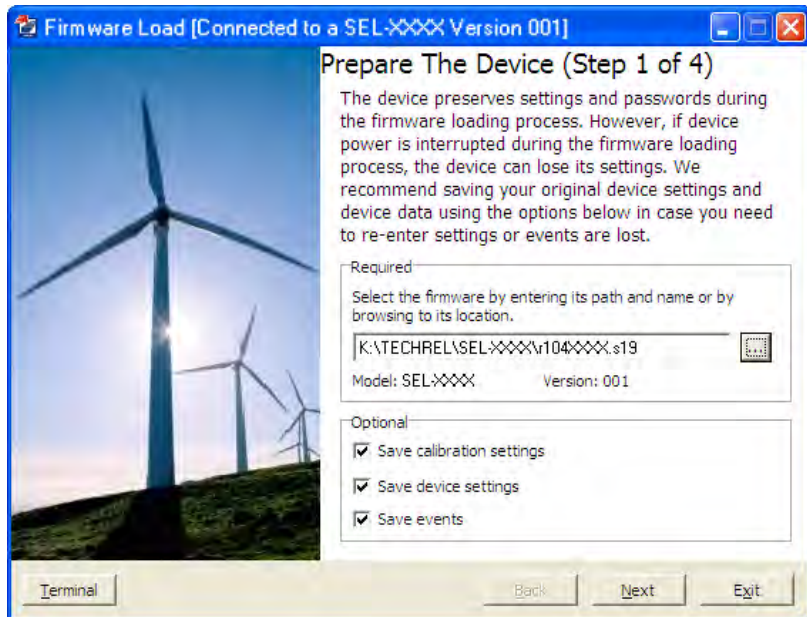 Firmware Load [Connected to a SEL-XXXX Version 001]
Prepare The Device (Step 1 of 4)
The device preserves settings and passwords during
the firmware loading process. However, if device
power is interrupted during the firmware loading
process, the device can lose its settings. We
recommend saving your original device settings and
device data using the options below in case you need
to re-enter settings or events are lost.
Required
Select the firmware by entering its path and name or by
browsing to its location.
K:\TECHREL\SEL-XXXX\r104XXXX.s19
...
Model: SEL-XXXX Version: 001
Optional
Save calibration settings
Save device settings
Save events
Terminal Back Next Exit